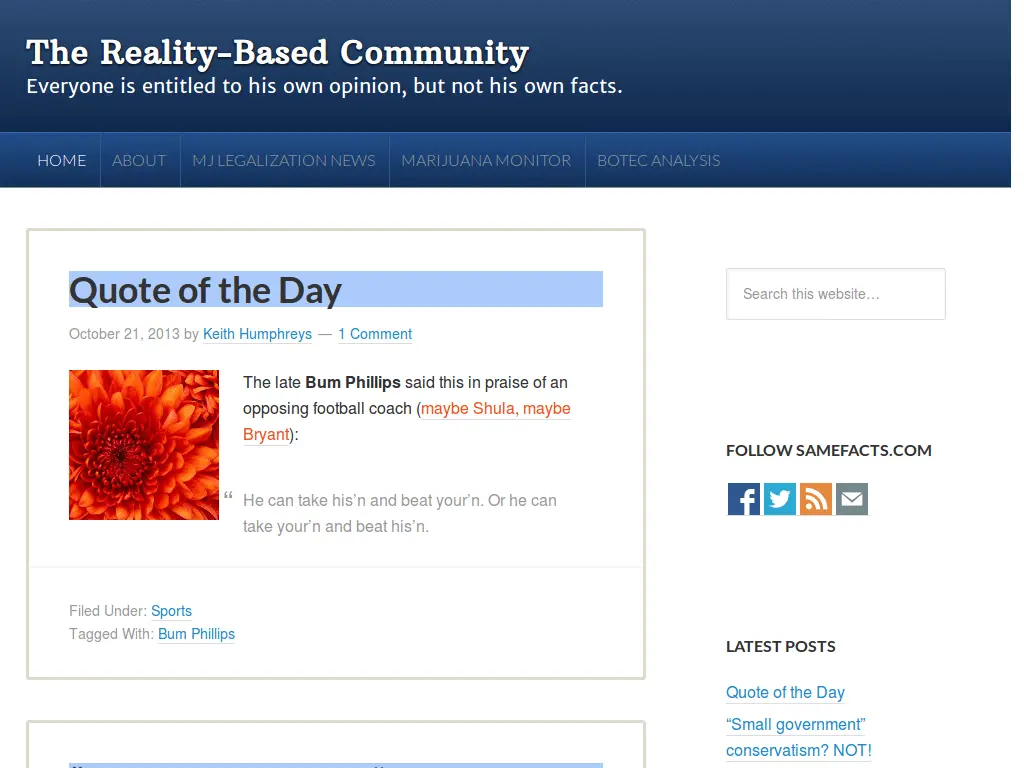 The Reality-Based Community
Everyone is entitled to his own opinion, but not his own facts.
HOME ABOUT MJ LEGALIZATION NEWS MARIJUANA MONITOR BOTEC ANALYSIS
Quote of the Day
October 21, 2013 by Keith Humphreys — 1 Comment
The late Bum Phillips said this in praise of an
opposing football coach (maybe Shula, maybe
Bryant):
“ He can take his’n and beat your’n. Or he can
take your’n and beat his’n.
Filed Under: Sports
Tagged With: Bum Phillips
Search this website…
FOLLOW SAMEFACTS.COM
LATEST POSTS
Quote of the Day
“Small government”
conservatism? NOT!